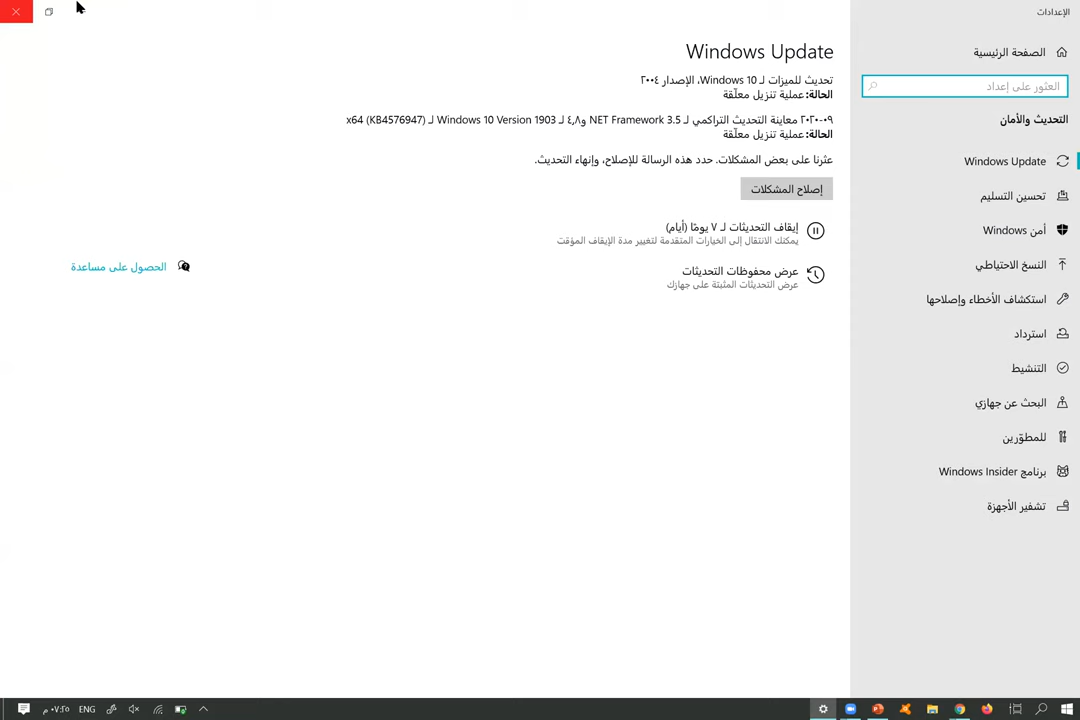 الإعدادات
الصفحة الرئيسية
العثور على إعداد
التحديث والأمان
Windows Update
تحسين التسليم
أمن Windows
النسخ الاحتياطي
استكشاف الأخطاء وإصلاحها
استرداد
التنشيط
البحث عن جهازي
للمطوّرين
برنامج Windows Insider
تشفير الأجهزة
Windows Update
تحديث للميزات لـ Windows 10، الإصدار ٢٠٠٤
الحالة: عملية تنزيل معلّقة
٢٠٢٠-٠٩ معاينة التحديث التراكمي لـ NET Framework 3.5 و٤,٨ لـ Windows 10 Version 1903 لـ x64 (KB4576947)
الحالة: عملية تنزيل معلّقة
عثرنا على بعض المشكلات. حدد هذه الرسالة للإصلاح، وإنهاء التحديث.
إصلاح المشكلات
إيقاف التحديثات لـ ٧ يومًا (أيام)
يمكنك الانتقال إلى الخيارات المتقدمة لتغيير مدة الإيقاف المؤقت
عرض محفوظات التحديثات
عرض التحديثات المثبتة على جهازك
الحصول على مساعدة
ENG
٠٧:٢٥ م